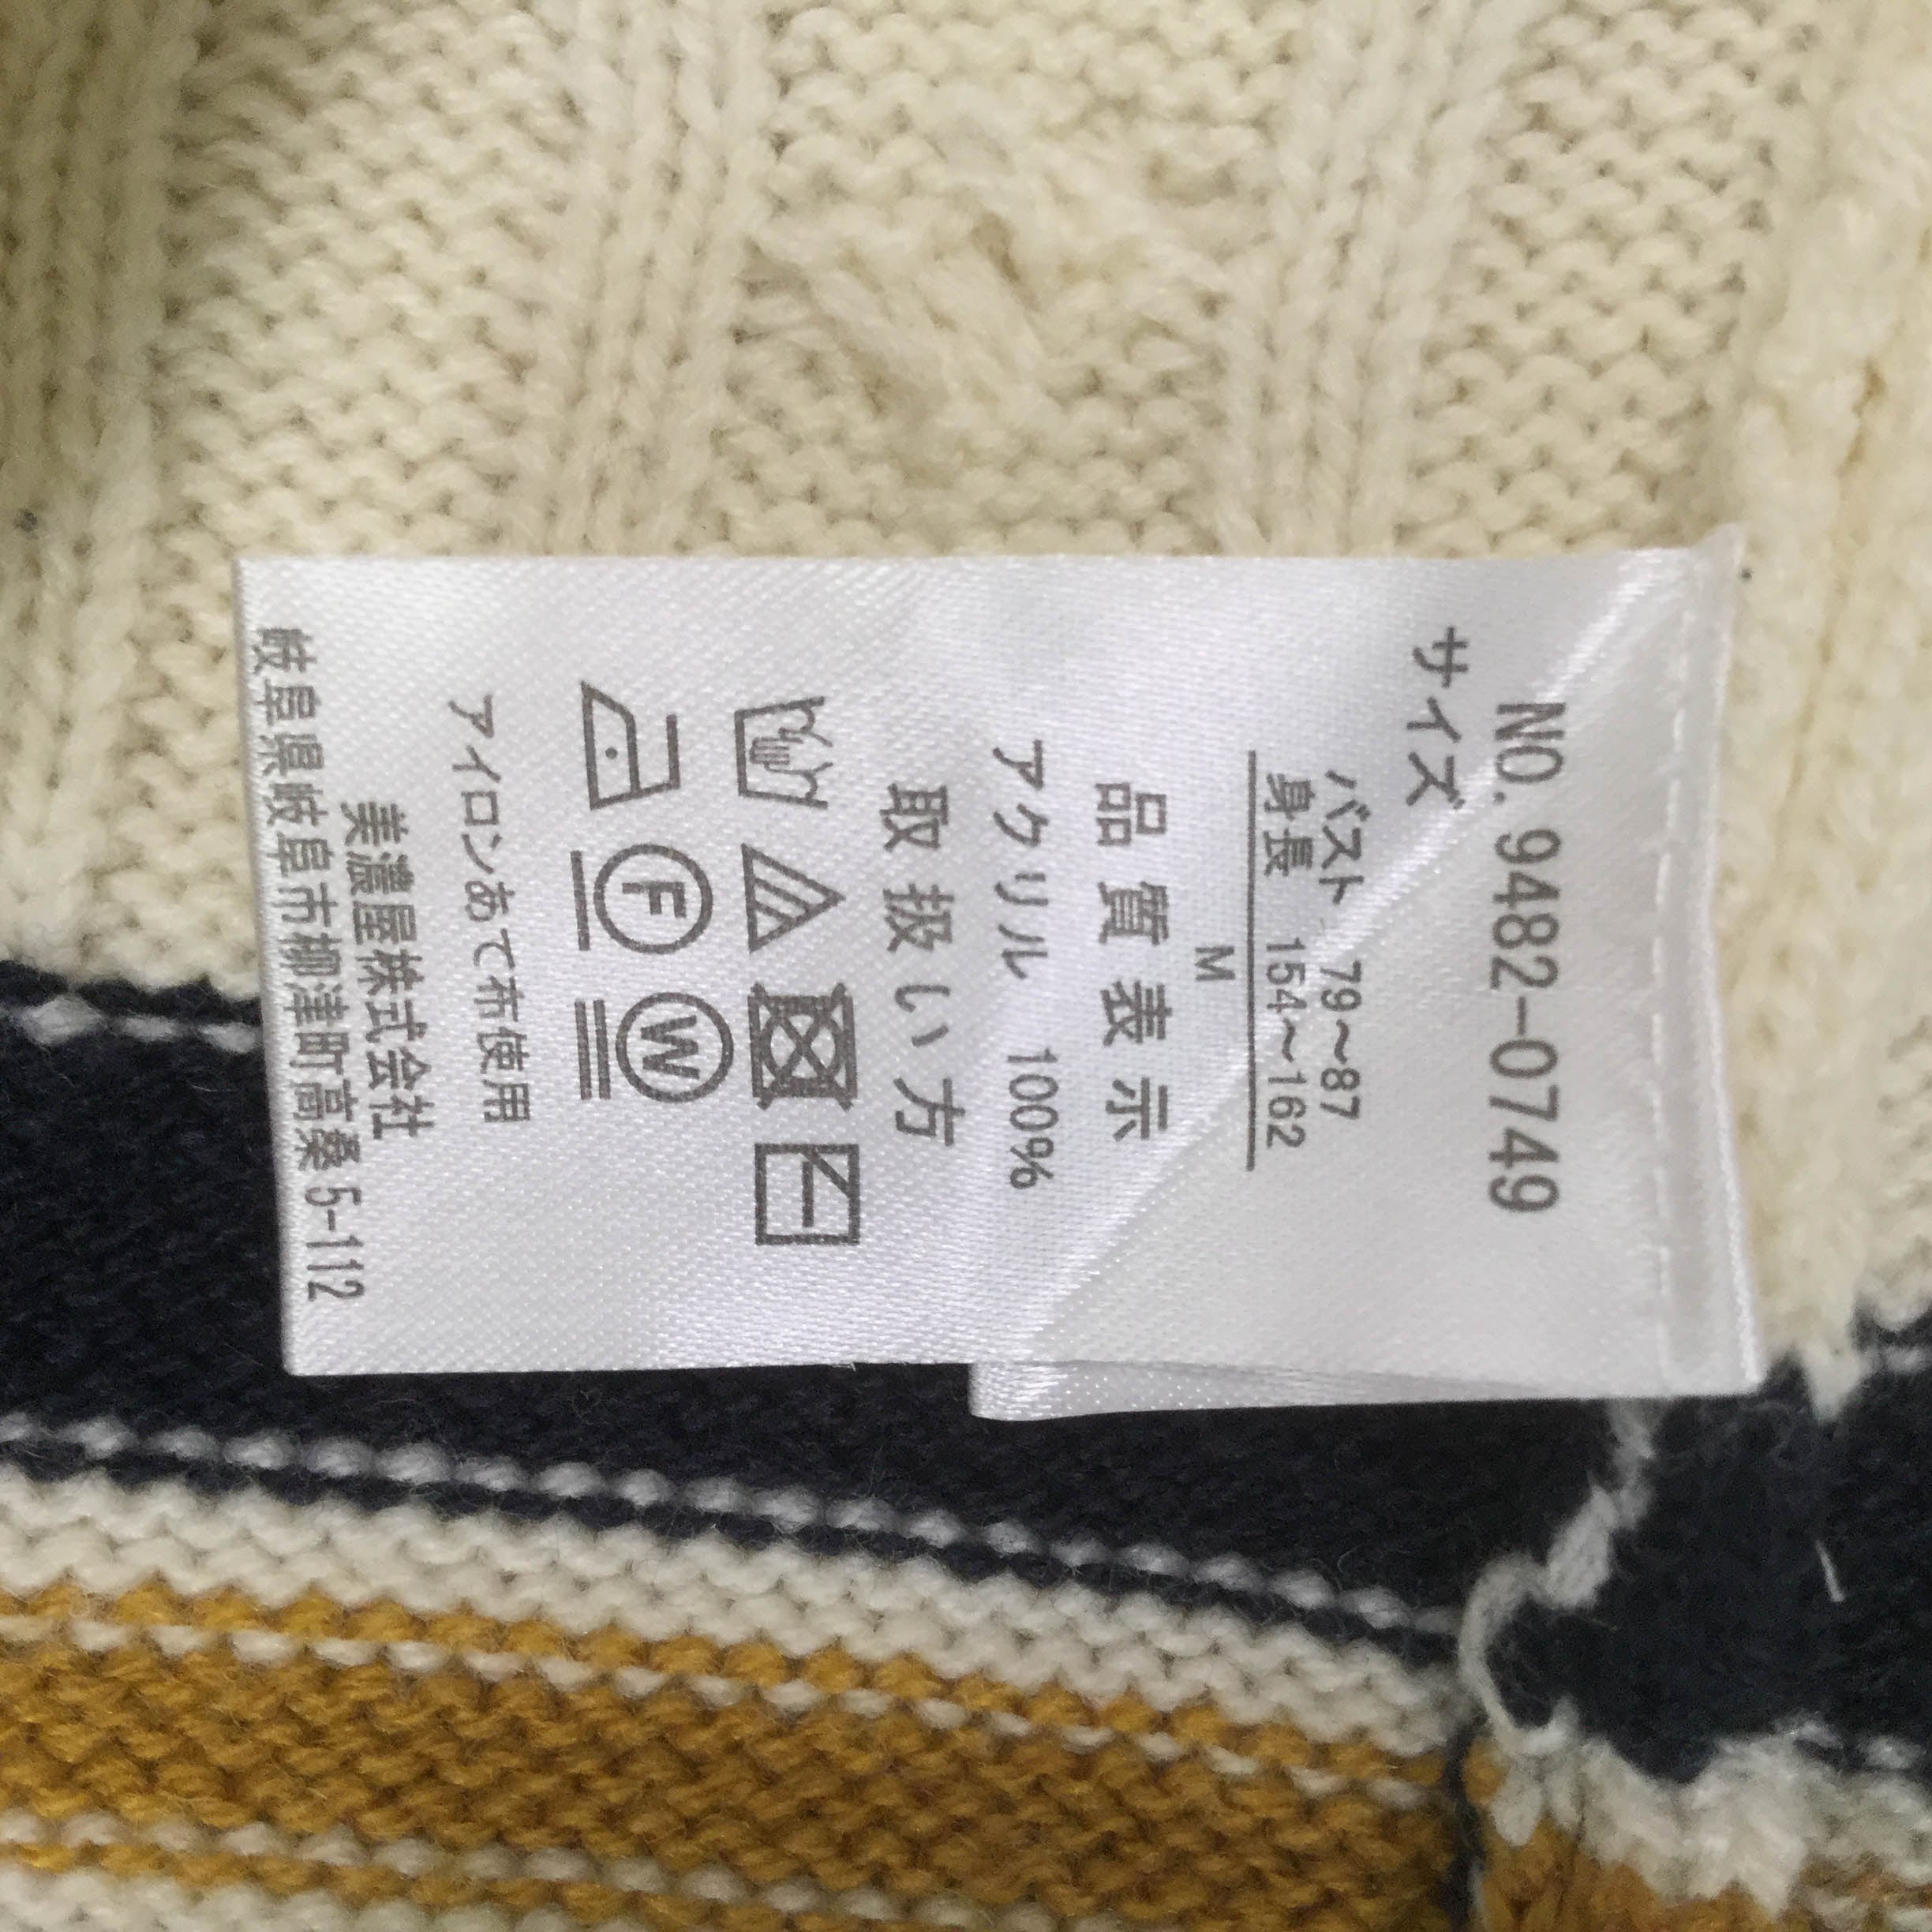 NO. 9482-0749
サイズ
バスト 79～87
身長 154～162
M
品質表示
アクリル 100%
取扱い方
F W
アイロンあて布使用
美濃屋株式会社
岐阜県岐阜市柳津町高桑5-112